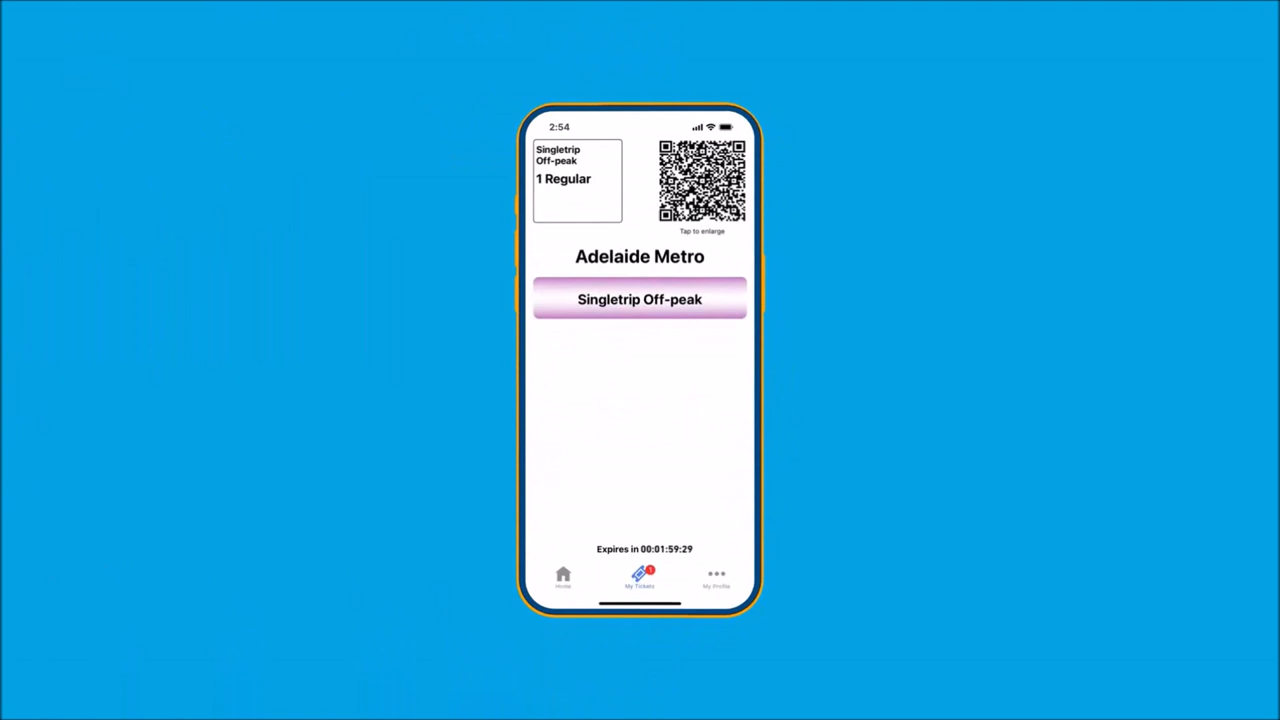 2:54
Singletrip
Off-peak
1 Regular
Tap to enlarge
Adelaide Metro
Singletrip Off-peak
Expires in 00:01:59:29
1
Home
My Tickets
My Profile